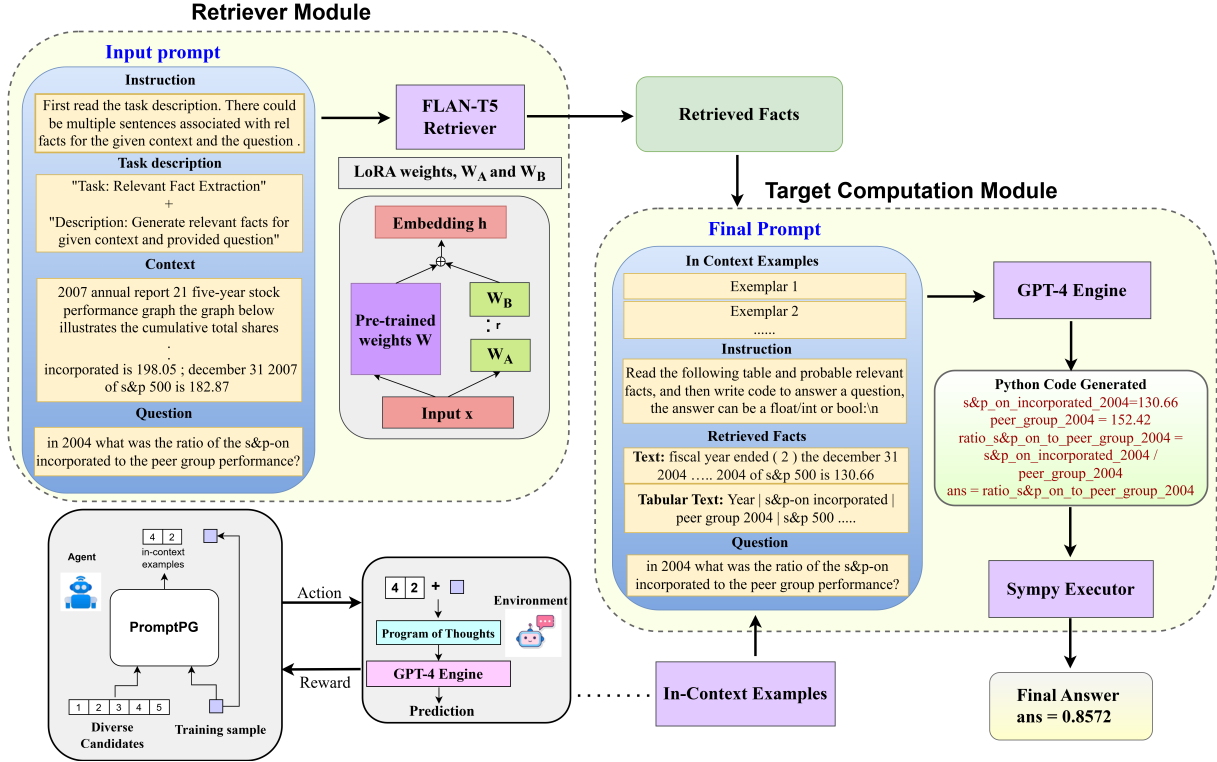 Retriever Module
Input prompt
Instruction
First read the task description. There could
be multiple sentences associated with rel
facts for the given context and the question .
Task description
"Task: Relevant Fact Extraction"
+
"Description: Generate relevant facts for
given context and provided question"
Context
2007 annual report 21 five-year stock
performance graph the graph below
illustrates the cumulative total shares
.
.
incorporated is 198.05 ; december 31 2007
of s&p 500 is 182.87
Question
in 2004 what was the ratio of the s&p-on
incorporated to the peer group performance?
FLAN-T5
Retriever
LoRA weights, W_A and W_B
Embedding h
⊕
Pre-trained
weights W
W_B
: r
W_A
Input x
Retrieved Facts
Target Computation Module
Final Prompt
In Context Examples
Exemplar 1
Exemplar 2
......
Instruction
Read the following table and probable relevant
facts, and then write code to answer a question,
the answer can be a float/int or bool:\n
Retrieved Facts
Text: fiscal year ended ( 2 ) the december 31
2004 ….. 2004 of s&p 500 is 130.66
Tabular Text: Year | s&p-on incorporated |
peer group 2004 | s&p 500 .....
Question
in 2004 what was the ratio of the s&p-on
incorporated to the peer group performance?
GPT-4 Engine
Python Code Generated
s&p_on_incorporated_2004=130.66
peer_group_2004 = 152.42
ratio_s&p_on_to_peer_group_2004 =
s&p_on_incorporated_2004 /
peer_group_2004
ans = ratio_s&p_on_to_peer_group_2004
Sympy Executor
Final Answer
ans = 0.8572
Agent
4 2
in-context
examples
PromptPG
1 2 3 4 5
Diverse
Candidates
Training sample
Action
Reward
4 2 +
Environment
Program of Thoughts
GPT-4 Engine
Prediction
In-Context Examples